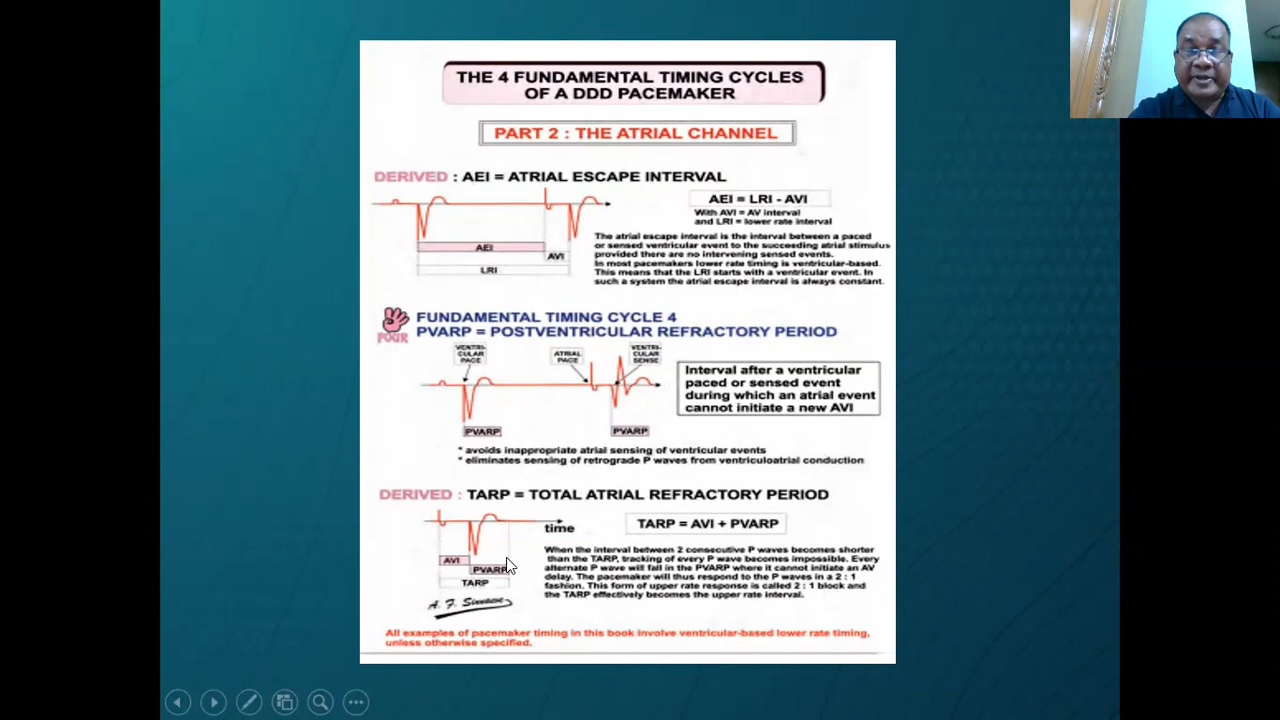 THE 4 FUNDAMENTAL TIMING CYCLES
OF A DDD PACEMAKER
PART 2 : THE ATRIAL CHANNEL
DERIVED : AEI = ATRIAL ESCAPE INTERVAL
AEI = LRI - AVI
With AVI = AV interval
and LRI = lower rate interval
AEI
AVI
LRI
The atrial escape interval is the interval between a paced
or sensed ventricular event to the succeeding atrial stimulus
provided there are no intervening sensed events.
In most pacemakers lower rate timing is ventricular-based.
This means that the LRI starts with a ventricular event. In
such a system the atrial escape interval is always constant.
FOUR
FUNDAMENTAL TIMING CYCLE 4
PVARP = POSTVENTRICULAR REFRACTORY PERIOD
VENTRI-
CULAR
PACE
ATRIAL
PACE
VENTRI-
CULAR
SENSE
PVARP
PVARP
Interval after a ventricular
paced or sensed event
during which an atrial event
cannot initiate a new AVI
* avoids inappropriate atrial sensing of ventricular events
* eliminates sensing of retrograde P waves from ventriculoatrial conduction
DERIVED : TARP = TOTAL ATRIAL REFRACTORY PERIOD
time
TARP = AVI + PVARP
AVI
PVARP
TARP
A. F. Sinnaeve
When the interval between 2 consecutive P waves becomes shorter
than the TARP, tracking of every P wave becomes impossible. Every
alternate P wave will fall in the PVARP where it cannot initiate an AV
delay. The pacemaker will thus respond to the P waves in a 2 : 1
fashion. This form of upper rate response is called 2 : 1 block and
the TARP effectively becomes the upper rate interval.
All examples of pacemaker timing in this book involve ventricular-based lower rate timing,
unless otherwise specified.